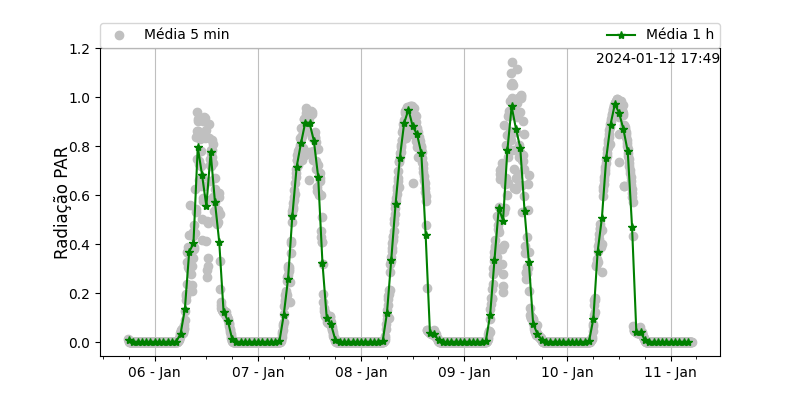 Média 5 min
Média 1 h
2024-01-12 17:49
Radiação PAR
1.2
1.0
0.8
0.6
0.4
0.2
0.0
06 - Jan
07 - Jan
08 - Jan
09 - Jan
10 - Jan
11 - Jan